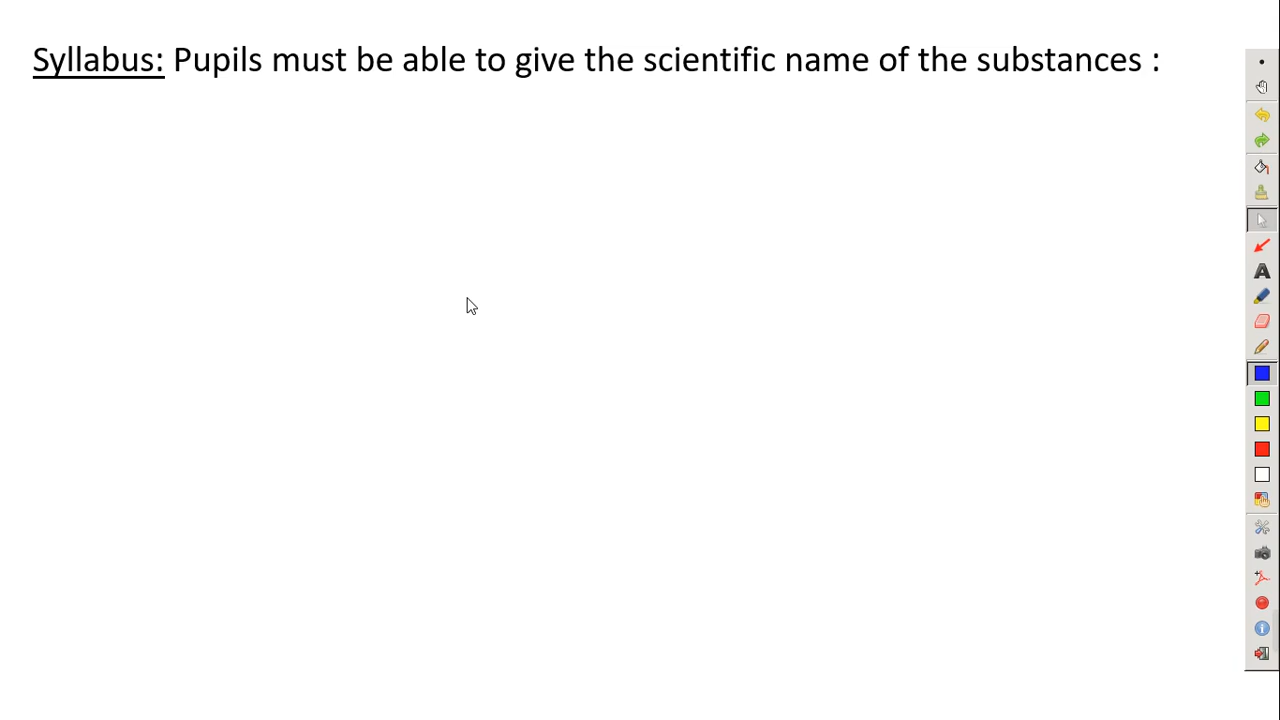 Syllabus: Pupils must be able to give the scientific name of the substances :
A